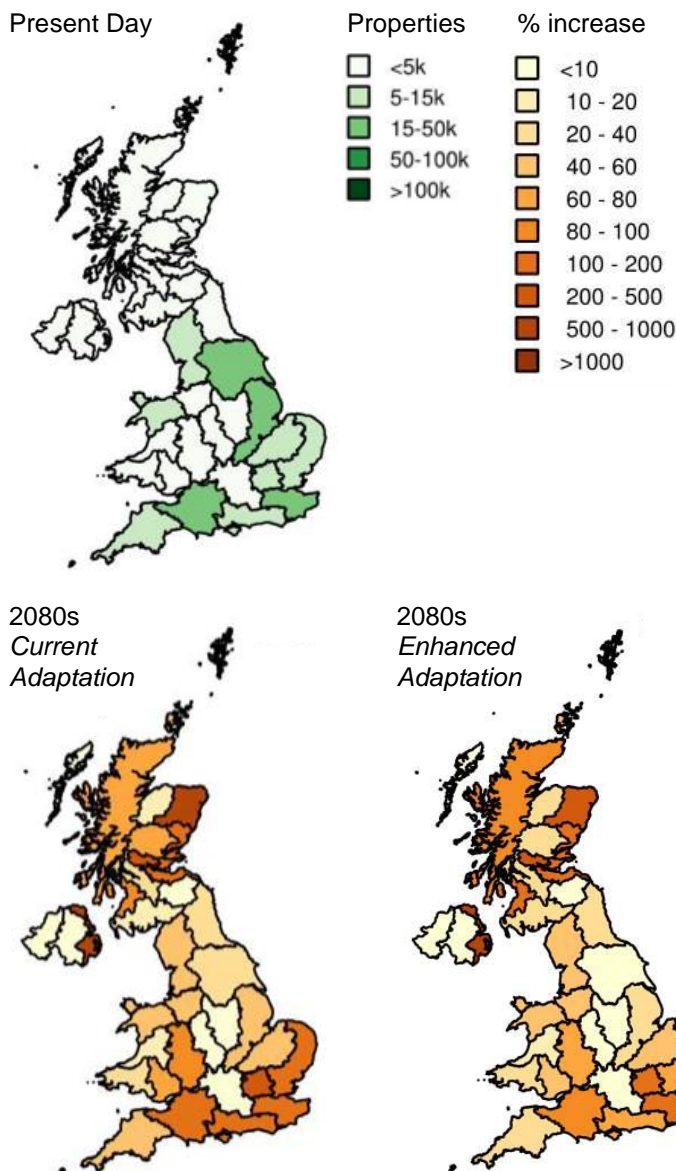 Present Day
Properties
<5k
5-15k
15-50k
50-100k
>100k
% increase
<10
10 - 20
20 - 40
40 - 60
60 - 80
80 - 100
100 - 200
200 - 500
500 - 1000
>1000
2080s
Current
Adaptation
2080s
Enhanced
Adaptation